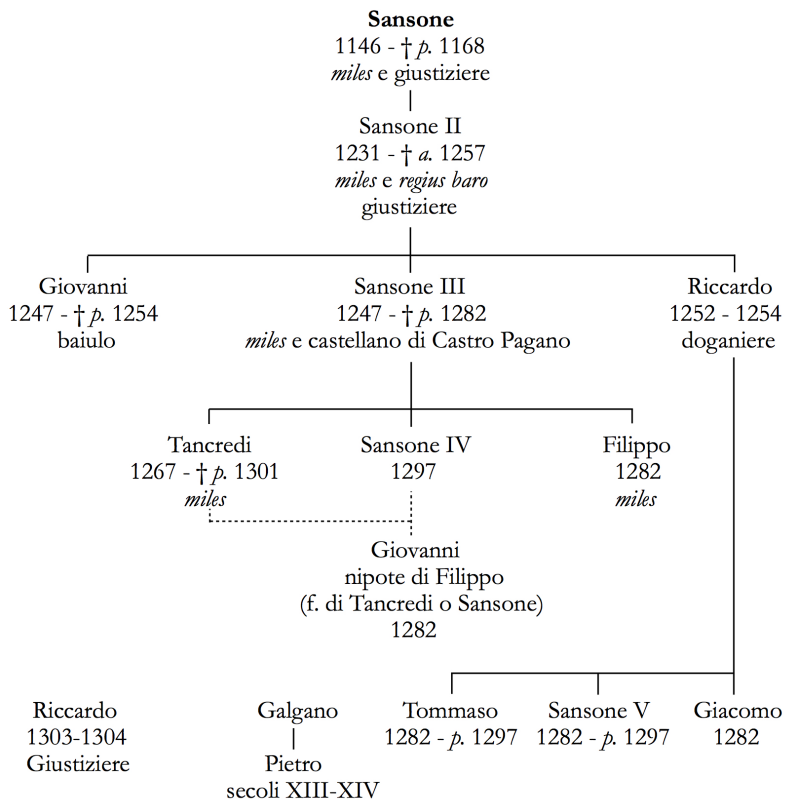 Sansone
1146 - † p. 1168
miles e giustiziere
Sansone II
1231 - † a. 1257
miles e regius baro
giustiziere
Giovanni
1247 - † p. 1254
baiulo
Sansone III
1247 - † p. 1282
miles e castellano di Castro Pagano
Riccardo
1252 - 1254
doganiere
Tancredi
1267 - † p. 1301
miles
Sansone IV
1297
Filippo
1282
miles
Giovanni
nipote di Filippo
(f. di Tancredi o Sansone)
1282
Riccardo
1303-1304
Giustiziere
Galgano
Pietro
secoli XIII-XIV
Tommaso
1282 - p. 1297
Sansone V
1282 - p. 1297
Giacomo
1282